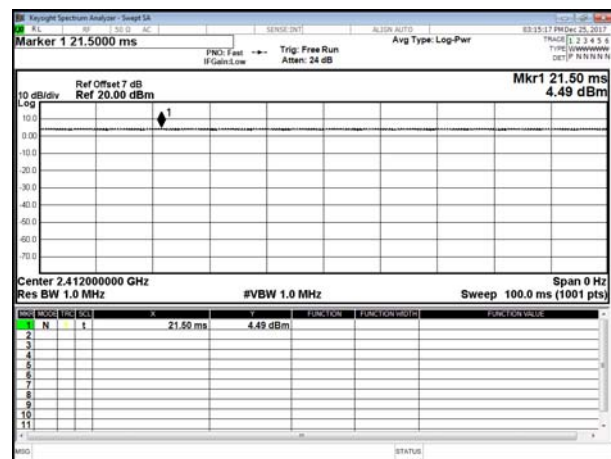 Keysight Spectrum Analyzer - Swept SA
RL RF 50 Ω AC SENSE:INT ALIGN AUTO 03:15:17 PM Dec 25, 2017
Marker 1 21.5000 ms
PNO: Fast Trig: Free Run Avg Type: Log-Pwr TRACE 1 2 3 4 5 6
IFGain:Low Atten: 24 dB TYPE WWWWWW
DET P N N N N N
Mkr1 21.50 ms
4.49 dBm
Ref Offset 7 dB
10 dB/div Ref 20.00 dBm
Log
1
10.0
0.00
-10.0
-20.0
-30.0
-40.0
-50.0
-60.0
-70.0
Center 2.412000000 GHz Span 0 Hz
Res BW 1.0 MHz #VBW 1.0 MHz Sweep 100.0 ms (1001 pts)
MKR MODE TRC SCL X Y FUNCTION FUNCTION WIDTH FUNCTION VALUE
1 N 1 t 21.50 ms 4.49 dBm
2
3
4
5
6
7
8
9
10
11
MSG STATUS